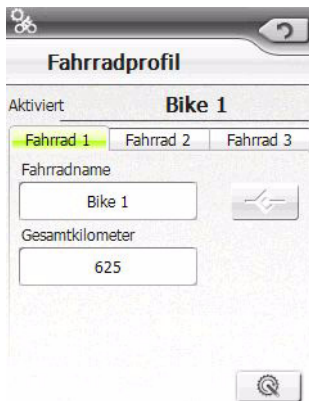 Fahrradprofil
Aktiviert Bike 1
Fahrrad 1 Fahrrad 2 Fahrrad 3
Fahrradname
Bike 1
Gesamtkilometer
625